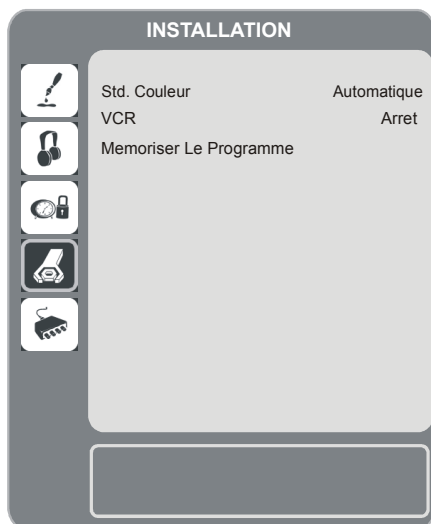 INSTALLATION
Std. Couleur Automatique
VCR Arret
Memoriser Le Programme